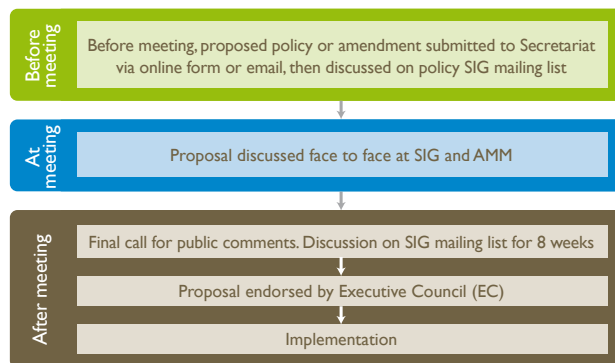 Before
meeting
Before meeting, proposed policy or amendment submitted to Secretariat
via online form or email, then discussed on policy SIG mailing list
At
meeting
Proposal discussed face to face at SIG and AMM
After meeting
Final call for public comments. Discussion on SIG mailing list for 8 weeks
Proposal endorsed by Executive Council (EC)
Implementation